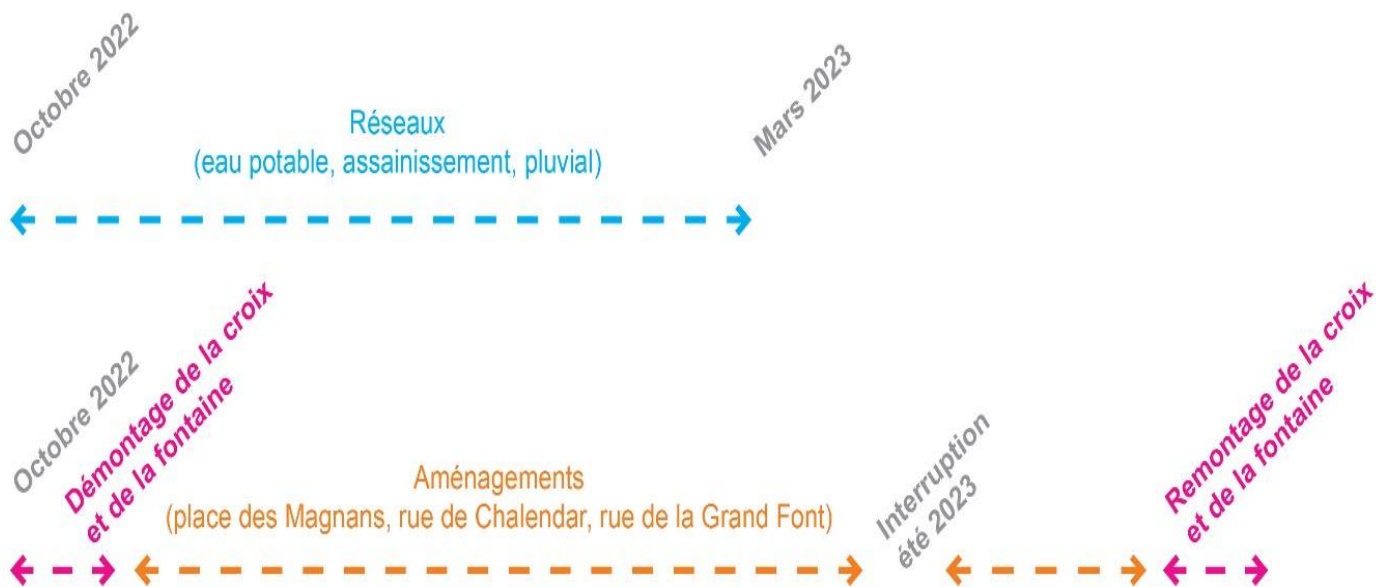 Octobre 2022
Réseaux
(eau potable, assainissement, pluvial)
Mars 2023
Octobre 2022
Démontage de la croix
et de la fontaine
Aménagements
(place des Magnans, rue de Chalendar, rue de la Grand Font)
Interruption
été 2023
Remontage de la croix
et de la fontaine